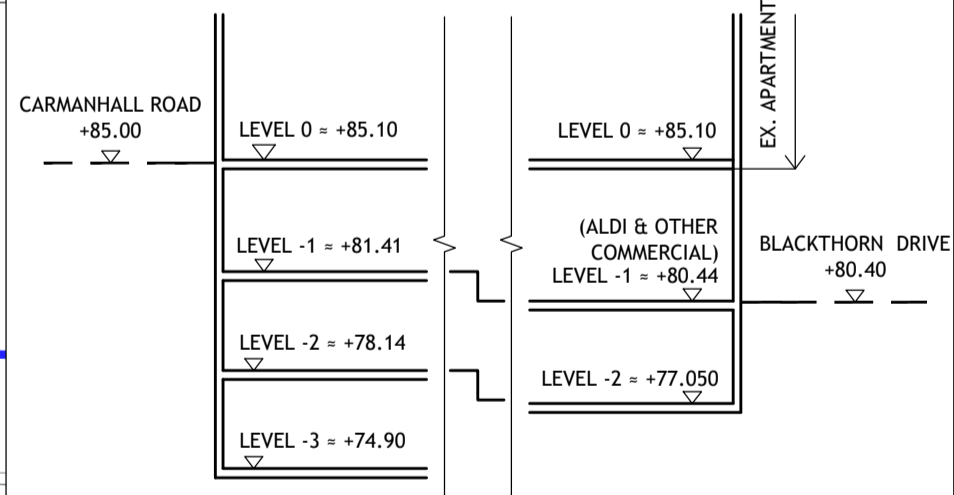 CARMANHALL ROAD
+85.00
LEVEL 0 ≈ +85.10
LEVEL -1 ≈ +81.41
LEVEL -2 ≈ +78.14
LEVEL -3 ≈ +74.90
LEVEL 0 ≈ +85.10
(ALDI & OTHER
COMMERCIAL)
LEVEL -1 ≈ +80.44
LEVEL -2 ≈ +77.050
EX. APARTMENT
BLACKTHORN DRIVE
+80.40